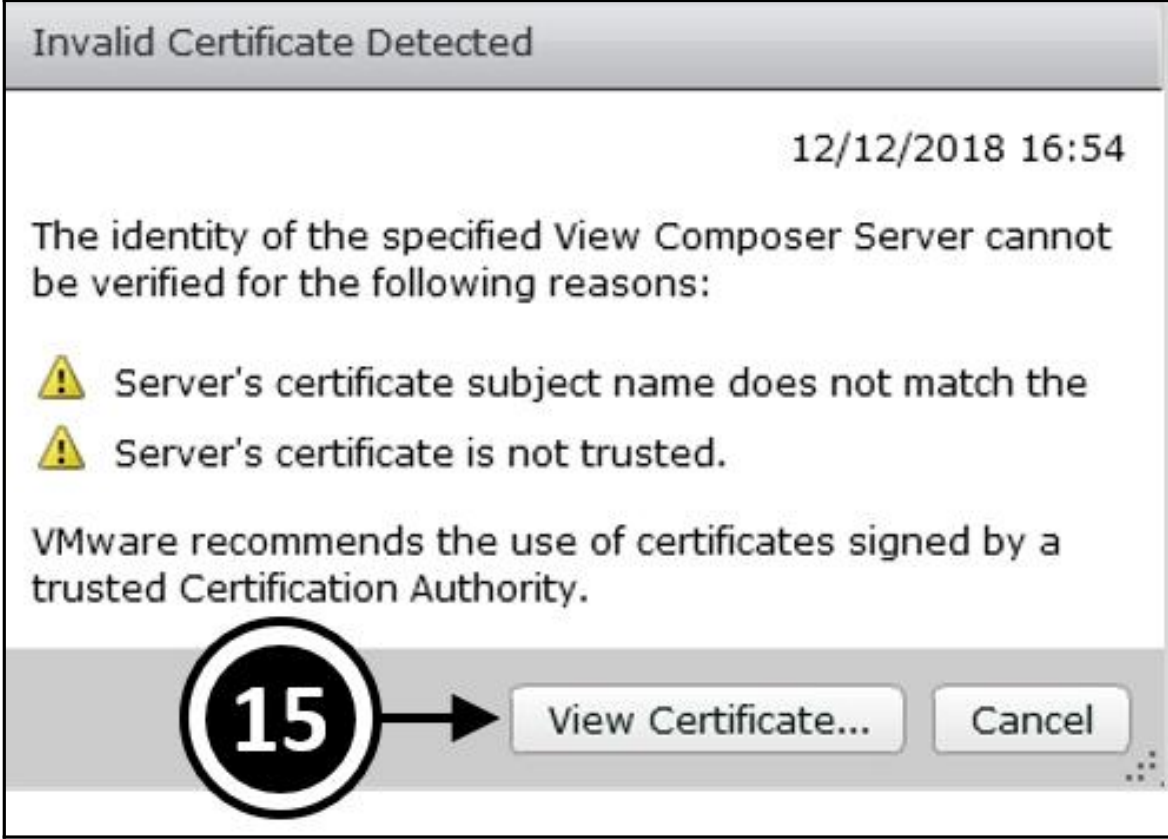 Invalid Certificate Detected
12/12/2018 16:54
The identity of the specified View Composer Server cannot
be verified for the following reasons:
Server's certificate subject name does not match the
Server's certificate is not trusted.
VMware recommends the use of certificates signed by a
trusted Certification Authority.
15
View Certificate...
Cancel